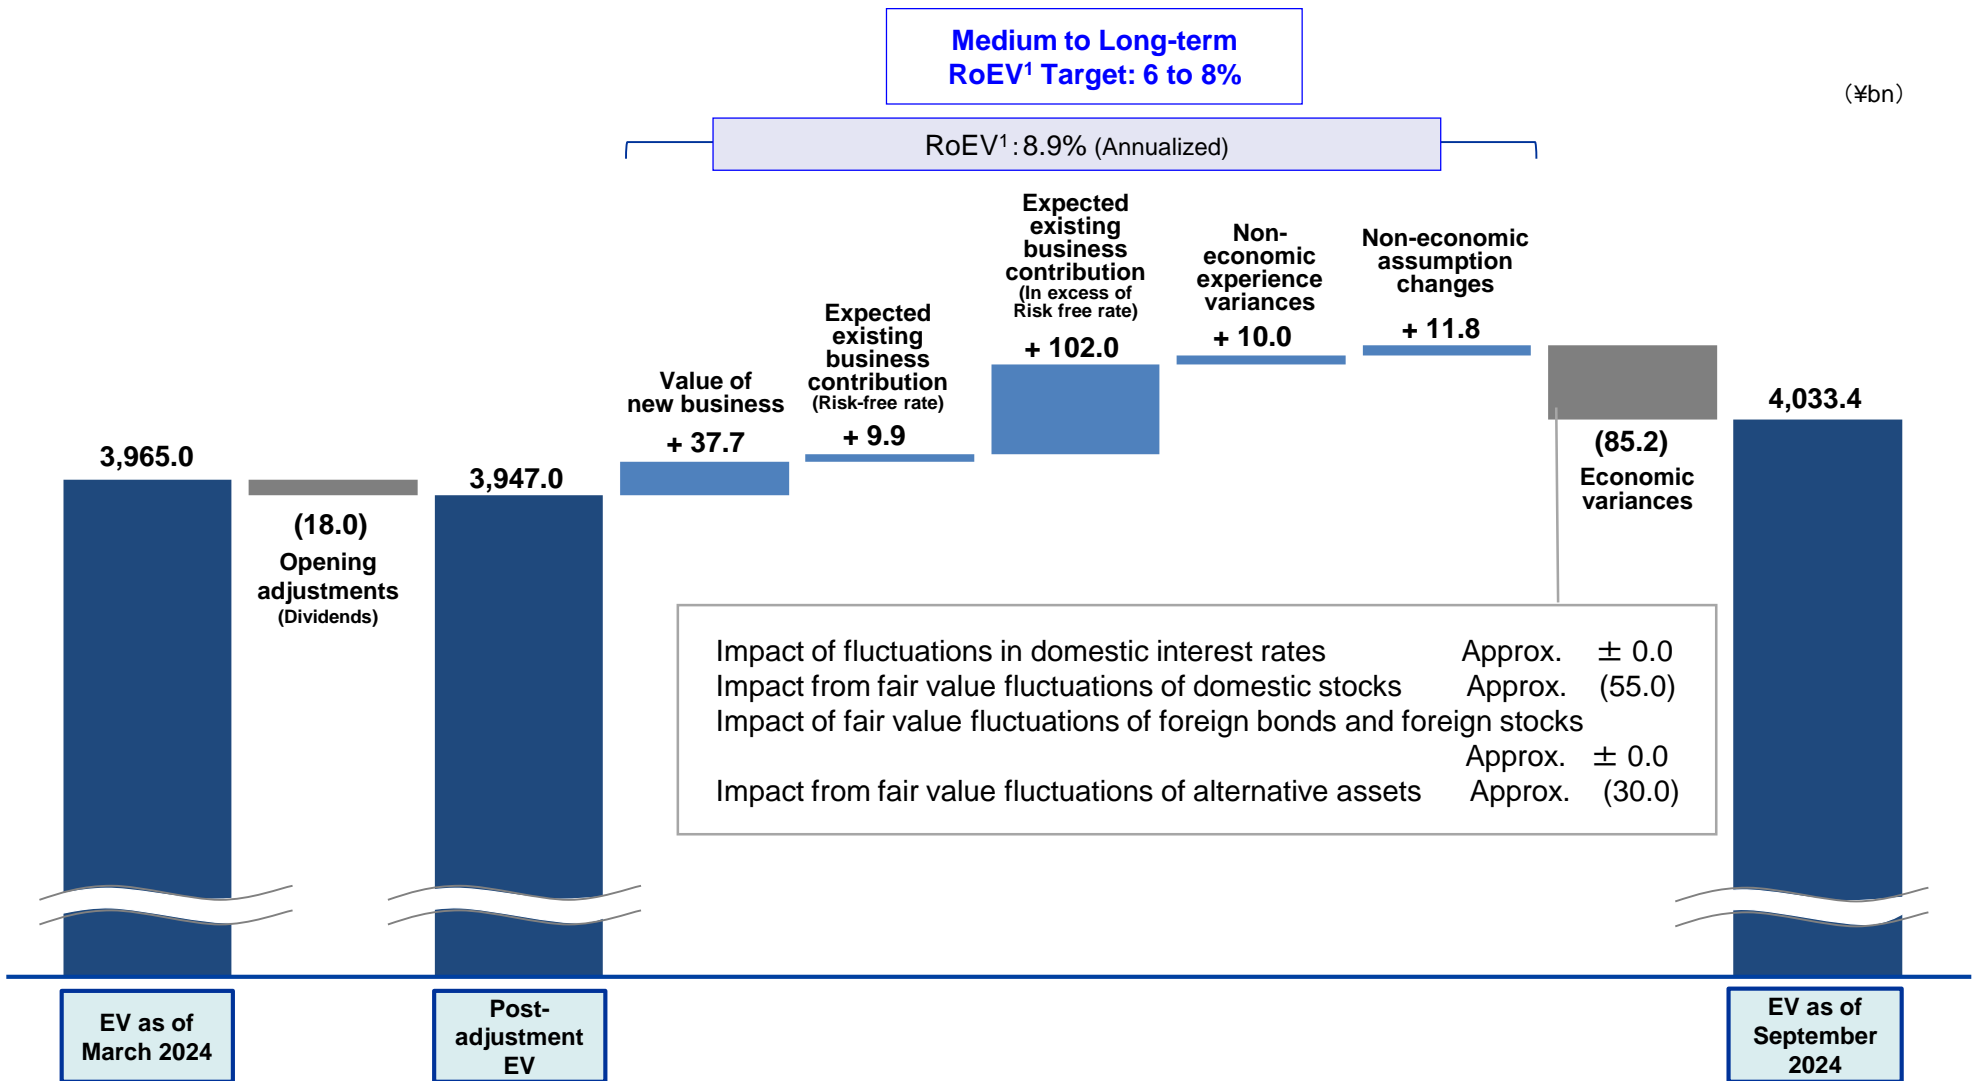 Medium to Long-term
RoEV¹ Target: 6 to 8%
(¥bn)
RoEV¹ : 8.9% (Annualized)
3,965.0
(18.0)
Opening
adjustments
(Dividends)
3,947.0
Value of
new business
+ 37.7
Expected
existing
business
contribution
(Risk-free rate)
+ 9.9
Expected
existing
business
contribution
(In excess of
Risk free rate)
+ 102.0
Non-
economic
experience
variances
+ 10.0
Non-economic
assumption
changes
+ 11.8
(85.2)
Economic
variances
4,033.4
Impact of fluctuations in domestic interest rates Approx. ± 0.0
Impact from fair value fluctuations of domestic stocks Approx. (55.0)
Impact of fair value fluctuations of foreign bonds and foreign stocks
Approx. ± 0.0
Impact from fair value fluctuations of alternative assets Approx. (30.0)
EV as of
March 2024
Post-
adjustment
EV
EV as of
September
2024